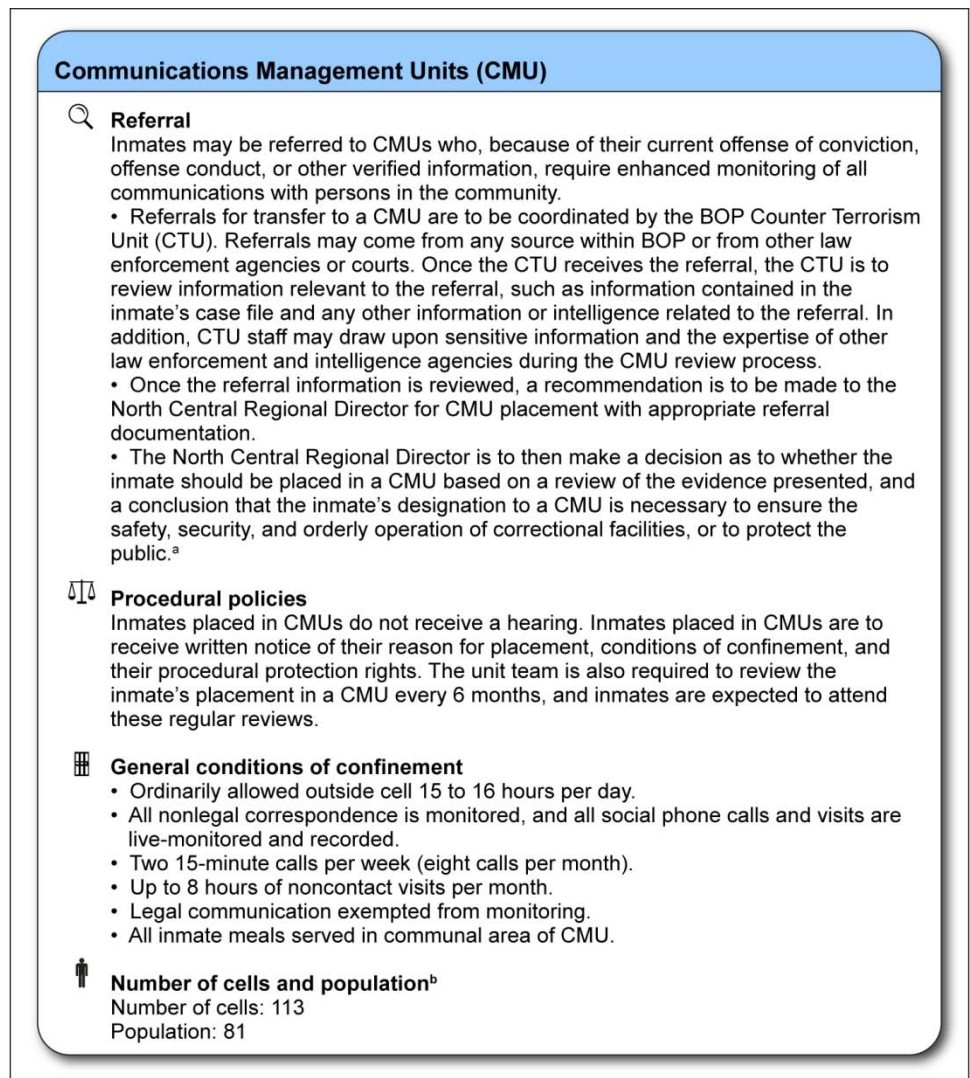 Communications Management Units (CMU)
Referral
Inmates may be referred to CMUs who, because of their current offense of conviction,
offense conduct, or other verified information, require enhanced monitoring of all
communications with persons in the community.
• Referrals for transfer to a CMU are to be coordinated by the BOP Counter Terrorism
Unit (CTU). Referrals may come from any source within BOP or from other law
enforcement agencies or courts. Once the CTU receives the referral, the CTU is to
review information relevant to the referral, such as information contained in the
inmate's case file and any other information or intelligence related to the referral. In
addition, CTU staff may draw upon sensitive information and the expertise of other
law enforcement and intelligence agencies during the CMU review process.
• Once the referral information is reviewed, a recommendation is to be made to the
North Central Regional Director for CMU placement with appropriate referral
documentation.
• The North Central Regional Director is to then make a decision as to whether the
inmate should be placed in a CMU based on a review of the evidence presented, and
a conclusion that the inmate's designation to a CMU is necessary to ensure the
safety, security, and orderly operation of correctional facilities, or to protect the
public.ᵃ
Procedural policies
Inmates placed in CMUs do not receive a hearing. Inmates placed in CMUs are to
receive written notice of their reason for placement, conditions of confinement, and
their procedural protection rights. The unit team is also required to review the
inmate's placement in a CMU every 6 months, and inmates are expected to attend
these regular reviews.
General conditions of confinement
• Ordinarily allowed outside cell 15 to 16 hours per day.
• All nonlegal correspondence is monitored, and all social phone calls and visits are
live-monitored and recorded.
• Two 15-minute calls per week (eight calls per month).
• Up to 8 hours of noncontact visits per month.
• Legal communication exempted from monitoring.
• All inmate meals served in communal area of CMU.
Number of cells and populationᵇ
Number of cells: 113
Population: 81